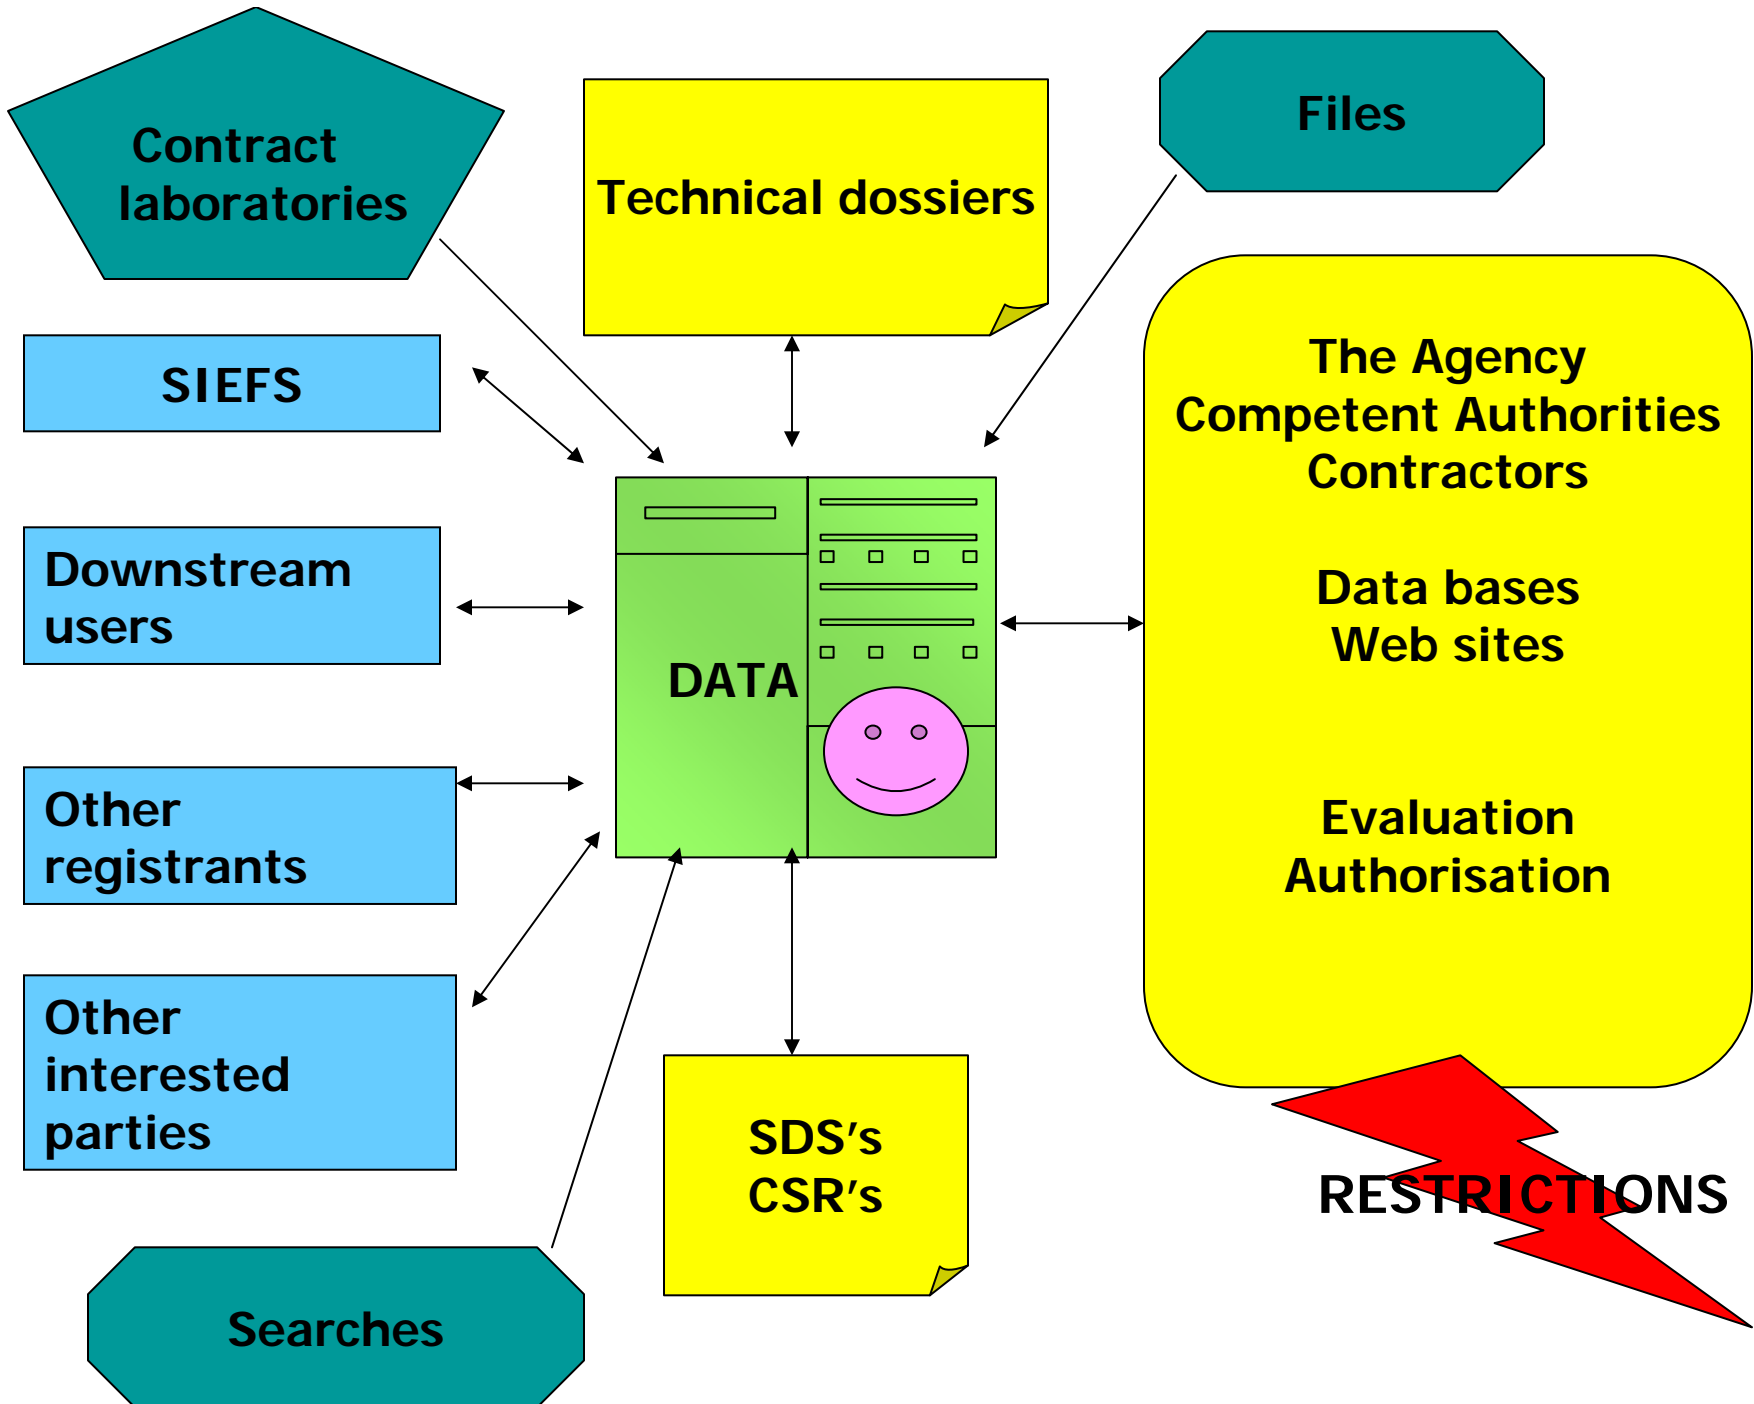 Contract
laboratories
Technical dossiers
Files
SIEFS
The Agency
Competent Authorities
Contractors
Data bases
Web sites
Evaluation
Authorisation
Downstream
users
DATA
Other
registrants
Other
interested
parties
SDS’s
CSR’s
RESTRICTIONS
Searches